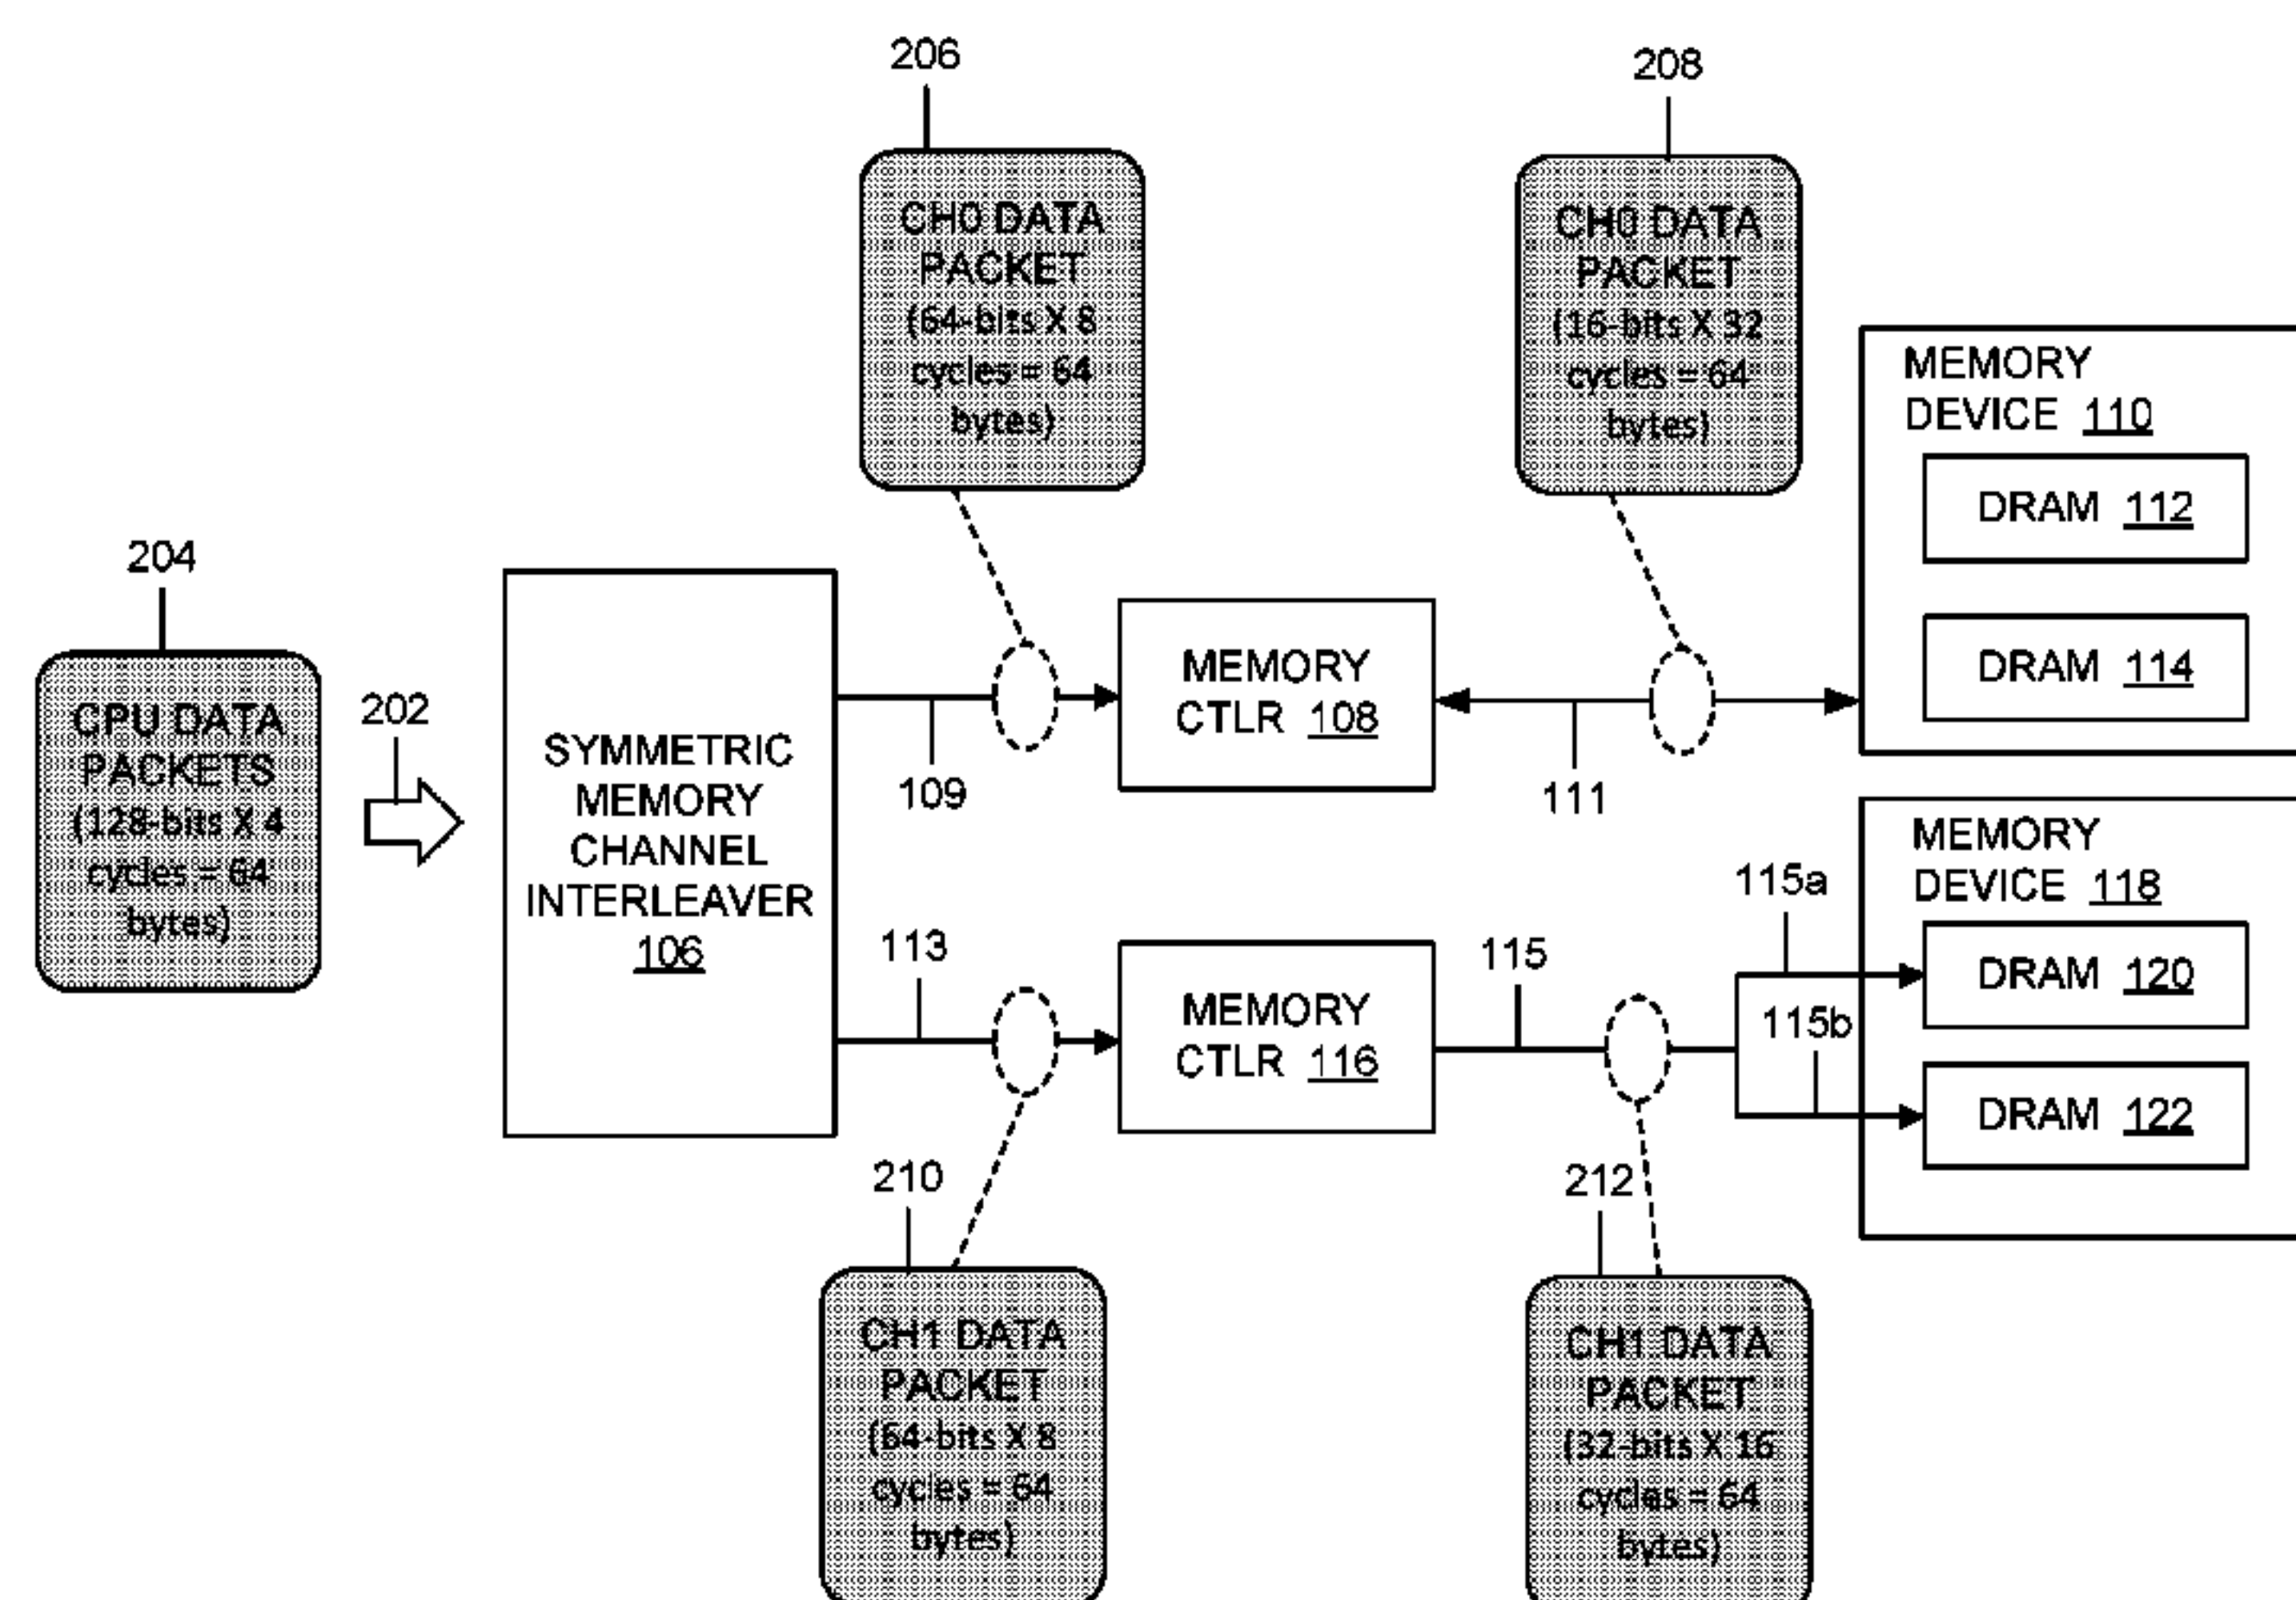 206
208
CH0 DATA
PACKET
(64-bits X 8
cycles = 64
bytes)
CH0 DATA
PACKET
(16-bits X 32
cycles = 64
bytes)
MEMORY
DEVICE 110
DRAM 112
DRAM 114
204
CPU DATA
PACKETS
(128-bits X 4
cycles = 64
bytes)
202
SYMMETRIC
MEMORY
CHANNEL
INTERLEAVER
106
109
MEMORY
CTLR 108
111
113
MEMORY
CTLR 116
115
115a
115b
MEMORY
DEVICE 118
DRAM 120
DRAM 122
210
212
CH1 DATA
PACKET
(64-bits X 8
cycles = 64
bytes)
CH1 DATA
PACKET
(32-bits X 16
cycles = 64
bytes)